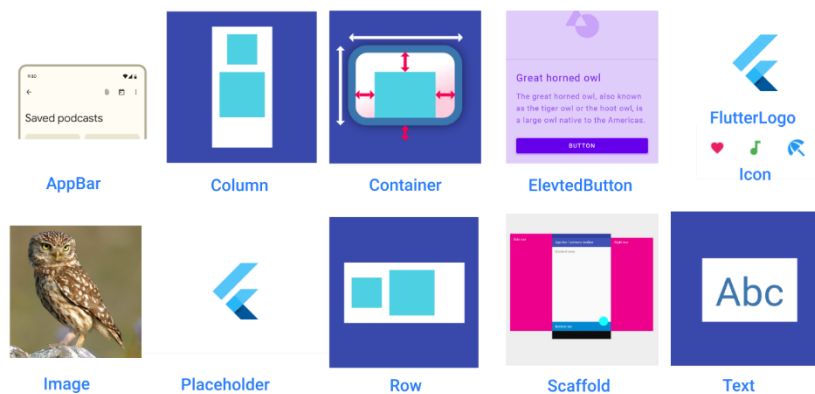 9:30
Saved podcasts
AppBar
Column
Container
Great horned owl
The great horned owl, also known
as the tiger owl or the hoot owl, is
a large owl native to the Americas.
BUTTON
ElevtedButton
FlutterLogo
Icon
Image
Placeholder
Row
Scaffold
Abc
Text